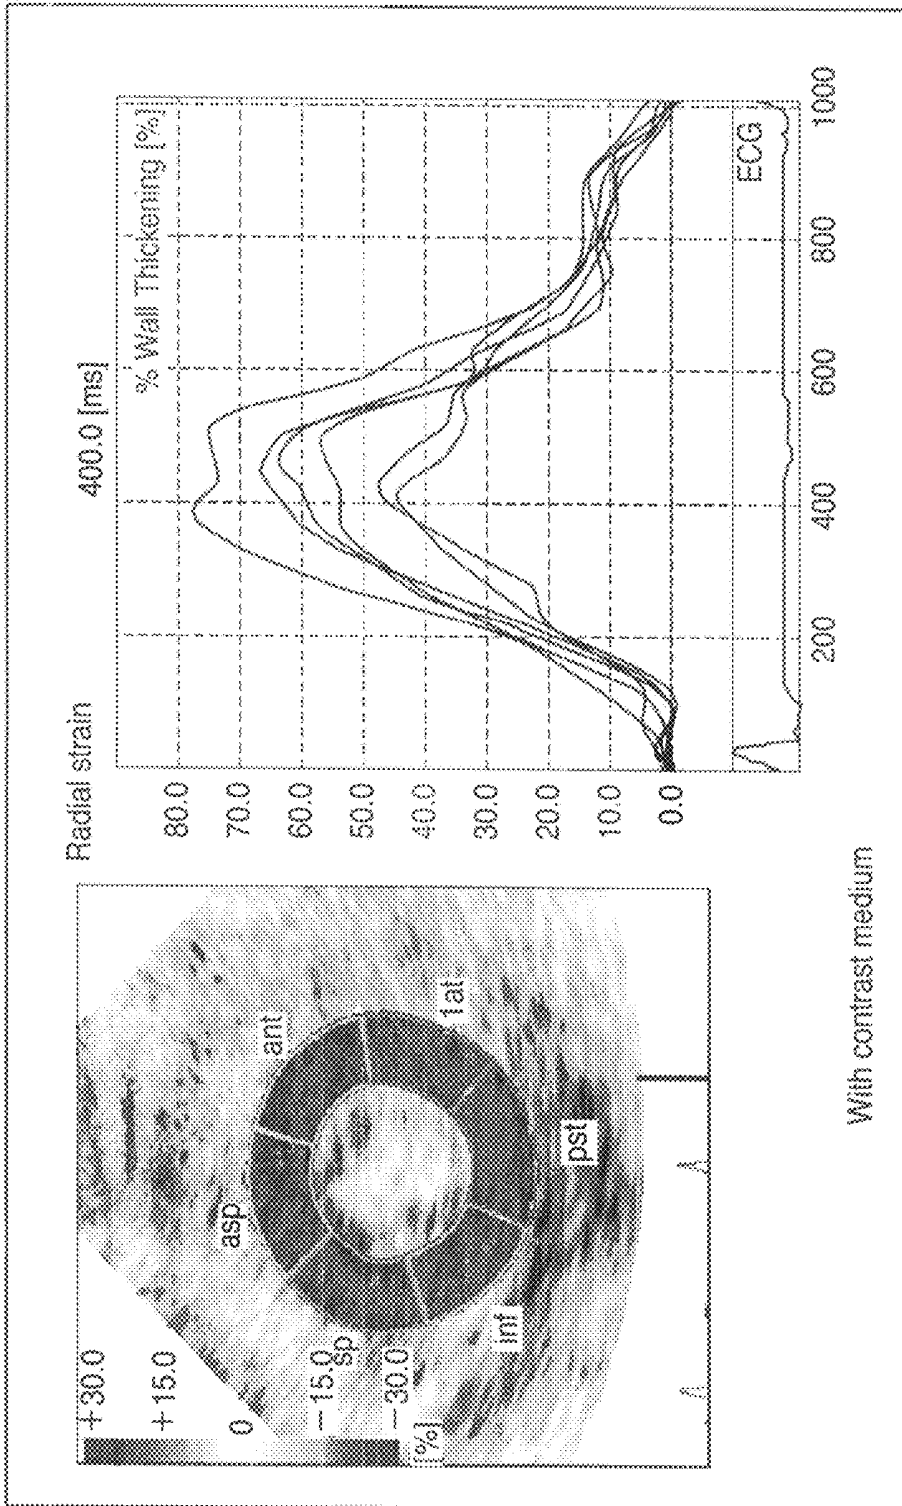 +30.0
+15.0
0
−15.0
−30.0
[%]
asp
ant
1at
sp
inf
pst
Radial strain
400.0 [ms]
% Wall Thickening [%]
80.0
70.0
60.0
50.0
40.0
30.0
20.0
10.0
0.0
ECG
200
400
600
800
1000
With contrast medium